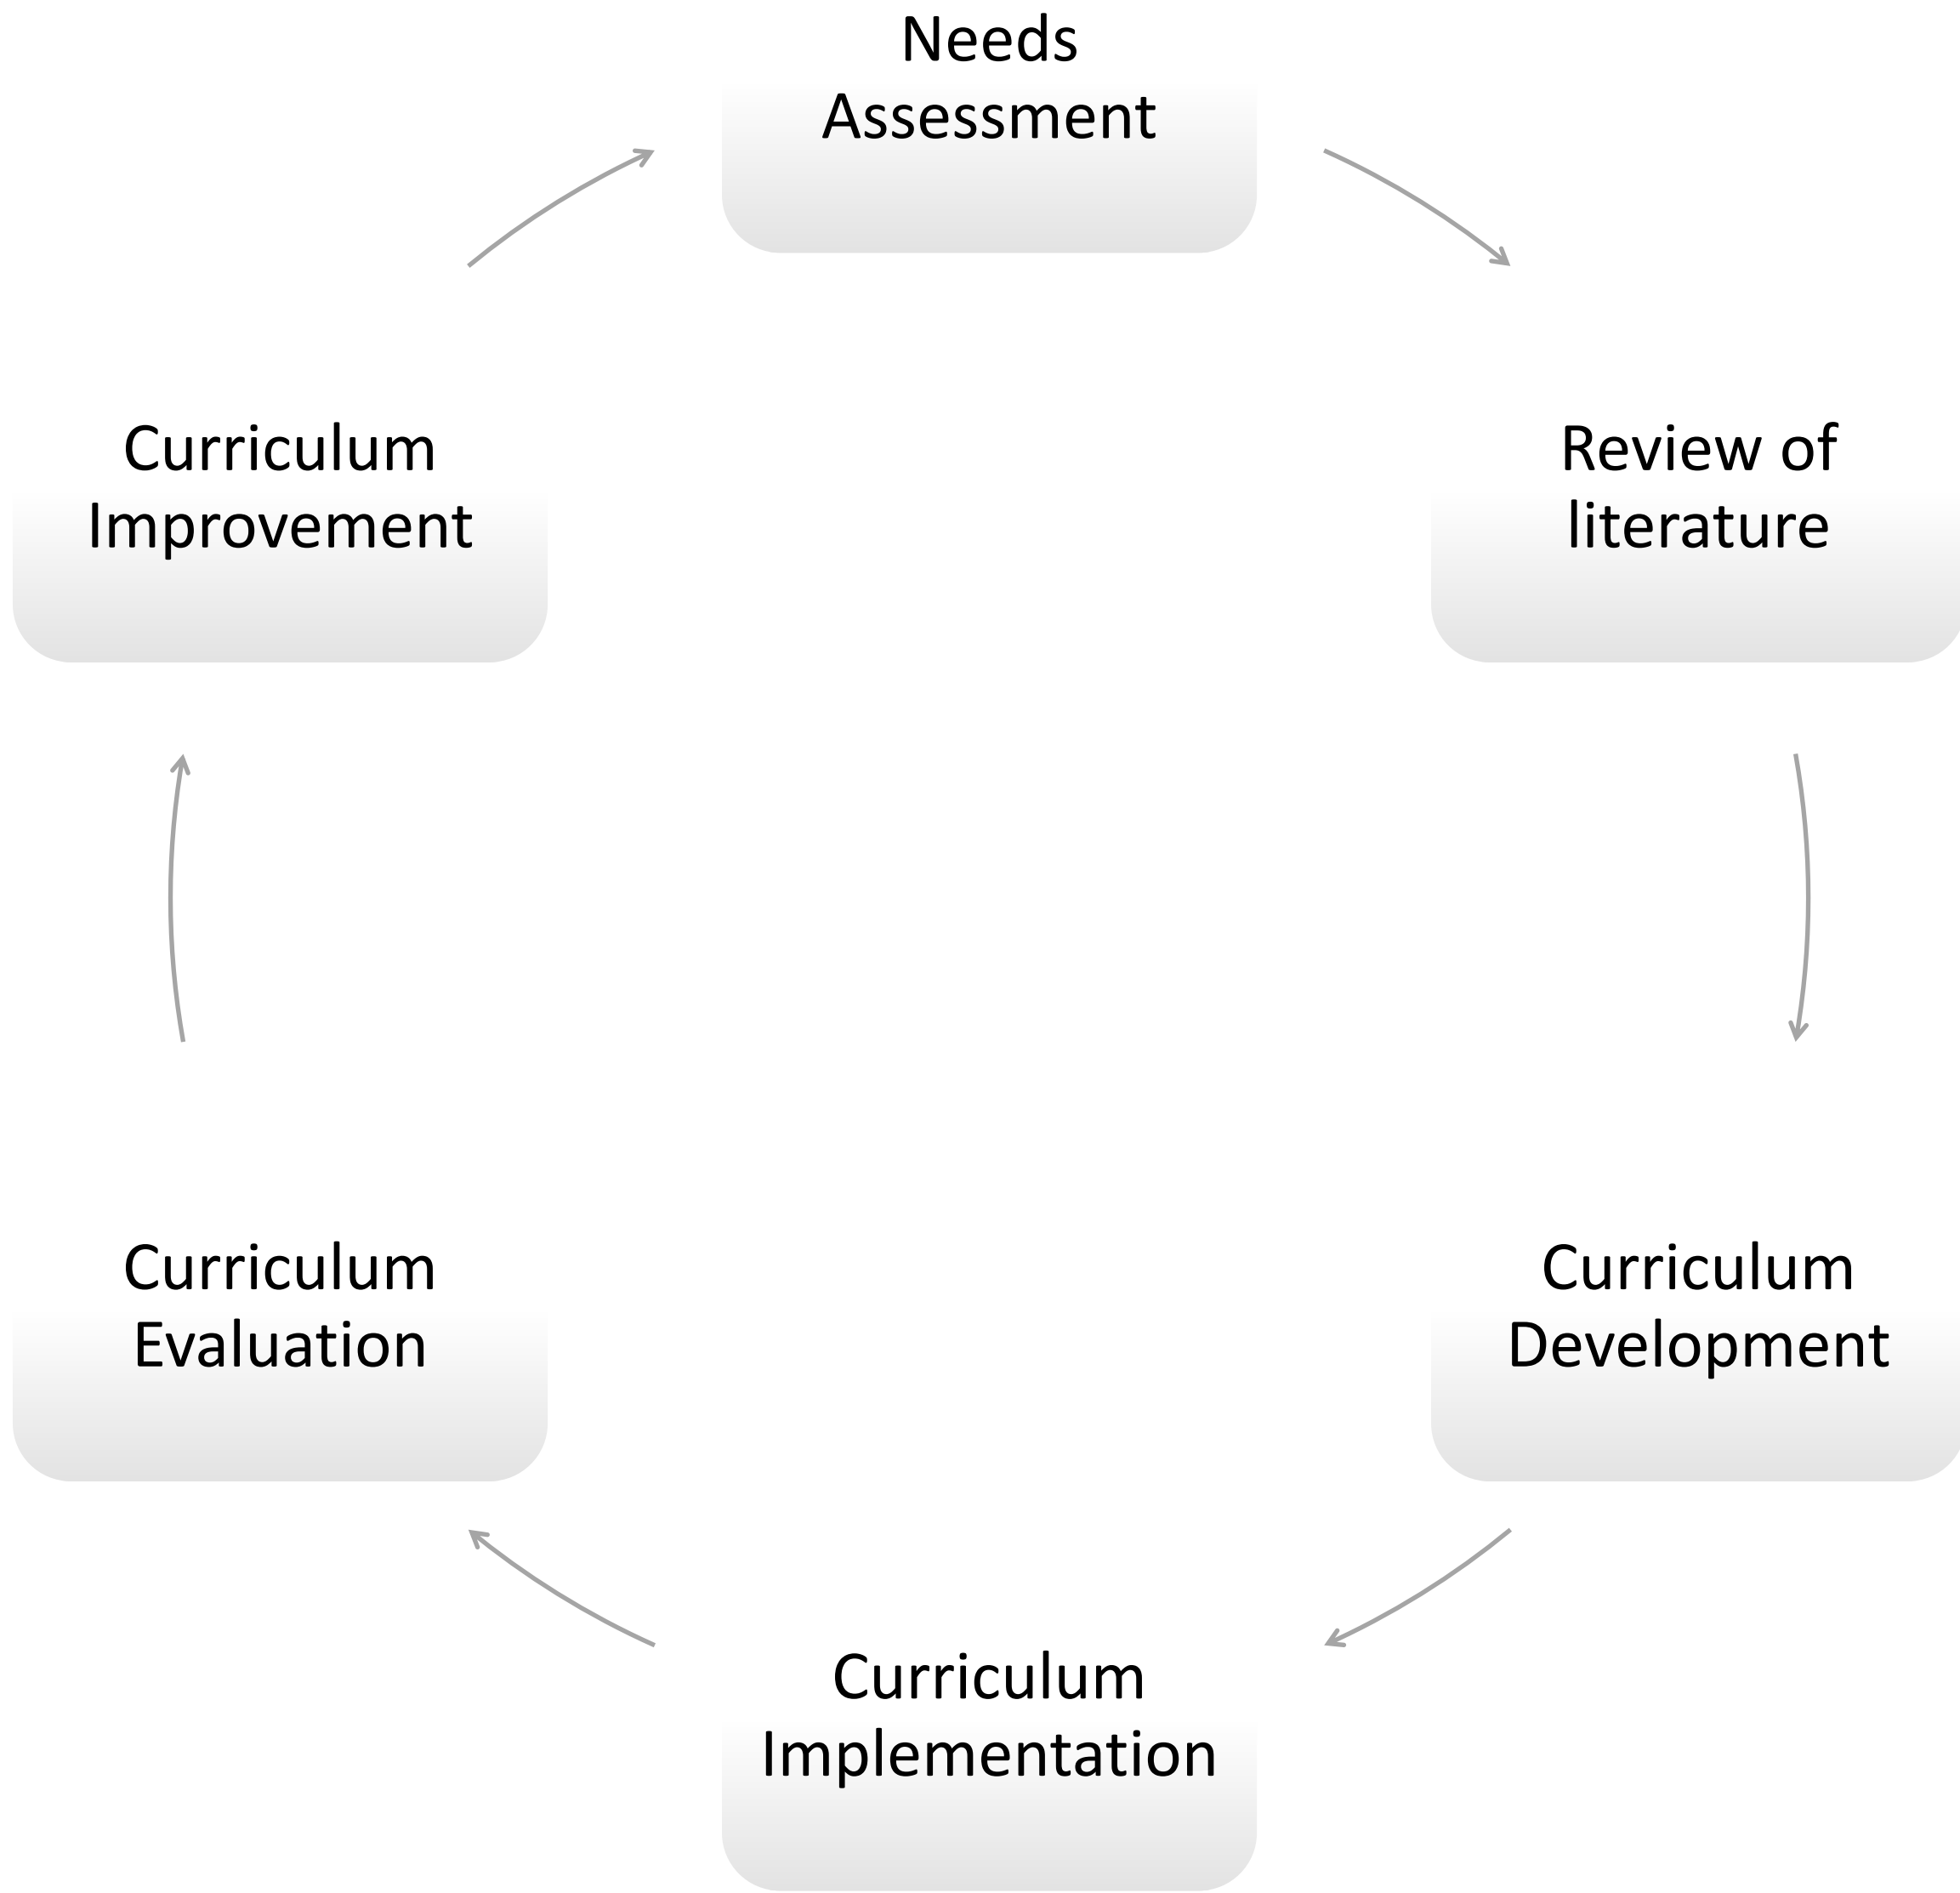 Needs
Assessment
Review of
literature
Curriculum
Development
Curriculum
Implementation
Curriculum
Evaluation
Curriculum
Improvement